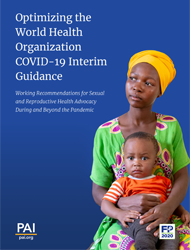 Optimizing the
World Health
Organization
COVID-19 Interim
Guidance
Working Recommendations for Sexual
and Reproductive Health Advocacy
During and Beyond the Pandemic
PAI
pai.org
FP
2020